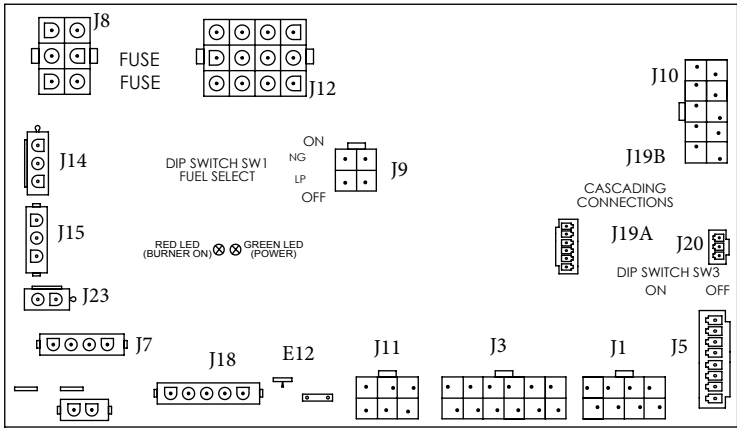 J8
FUSE
FUSE
J12
J10
J14
DIP SWITCH SW1
FUEL SELECT
ON
NG
LP
OFF
J9
J19B
CASCADING
CONNECTIONS
J15
RED LED
(BURNER ON)
GREEN LED
(POWER)
J19A
J20
DIP SWITCH SW3
ON OFF
J23
J7
J18
E12
J11
J3
J1
J5